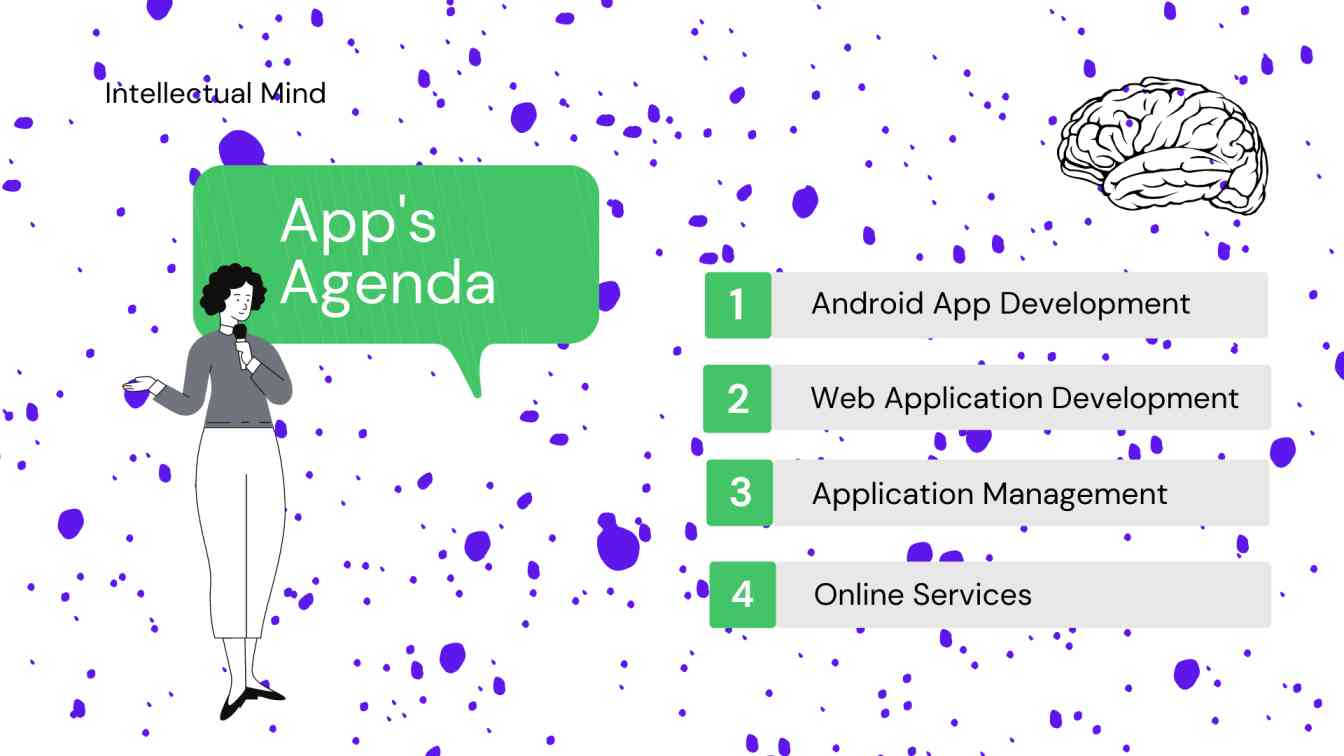 Intellectual Mind
App's
Agenda
1 Android App Development
2 Web Application Development
3 Application Management
4 Online Services